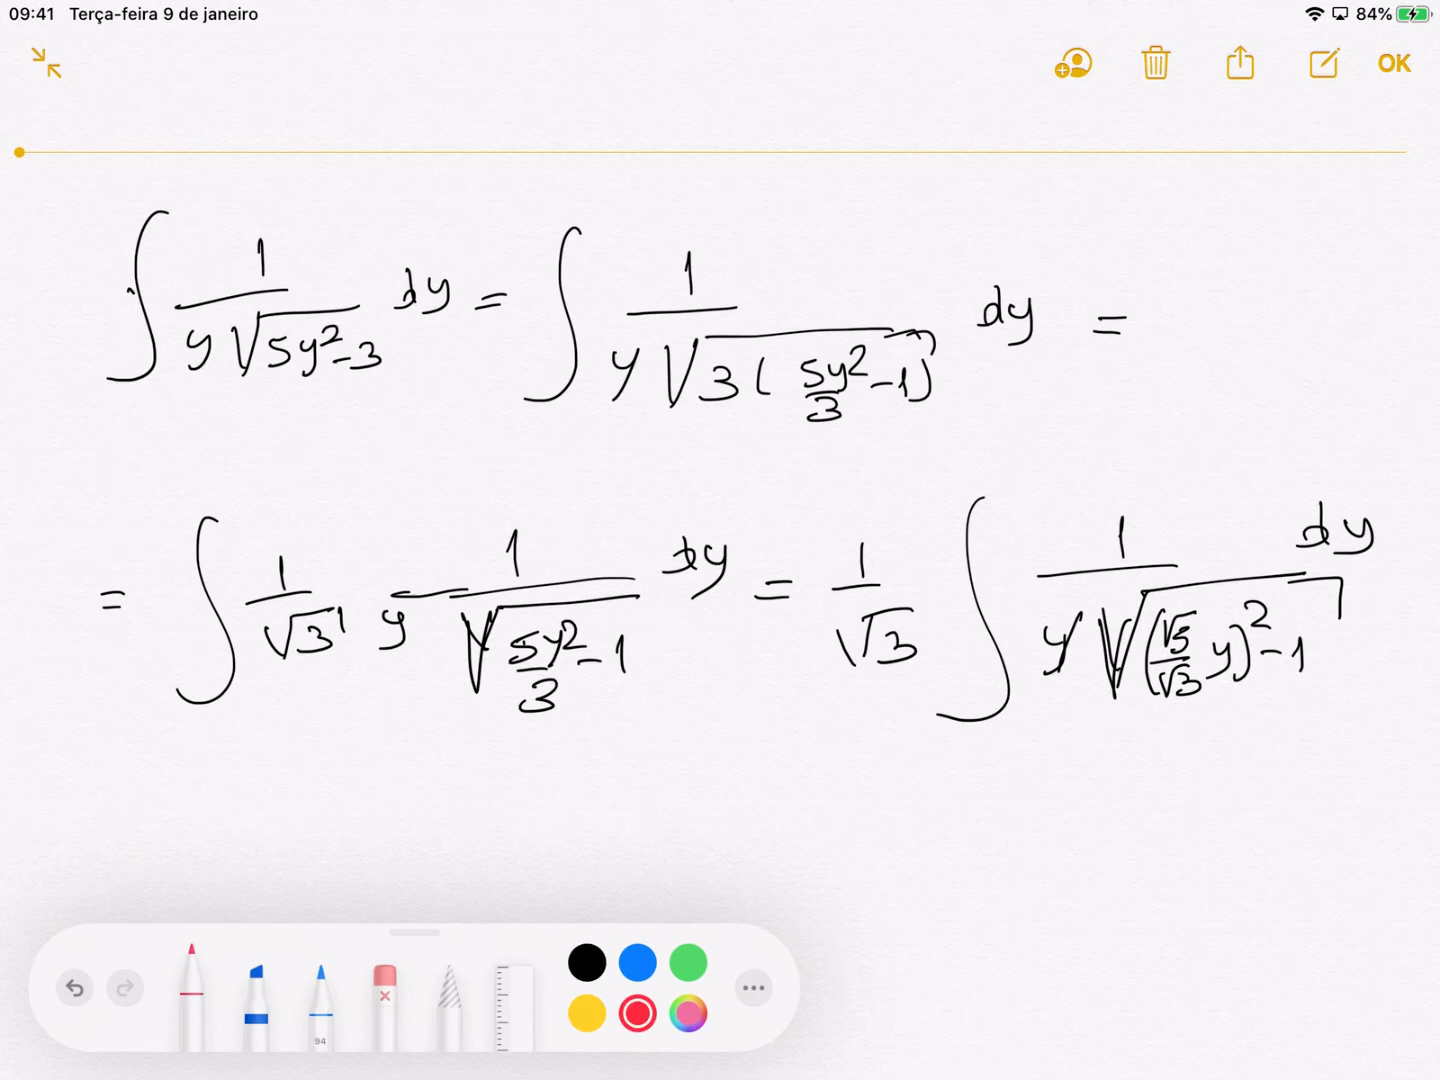 09:41 Terça-feira 9 de janeiro 84%
OK
∫ 1/(y√(5y²-3)) dy = ∫ 1/(y√(3(5y²/3 -1))) dy =
= ∫ 1/√3 1/(y√(5y²/3 -1)) dy = 1/√3 ∫ 1/(y√((√5/√3 y)²-1)) dy
94